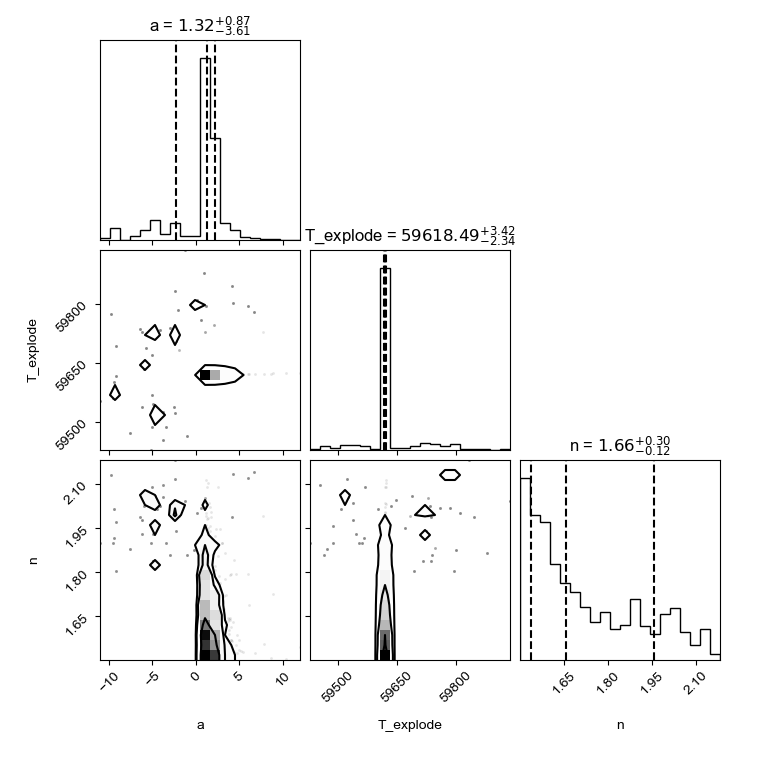 a = 1.32+0.87−3.61
T_explode = 59618.49+3.42−2.34
59800
59650
59500
T_explode
n = 1.66+0.30−0.12
2.10
1.95
1.80
1.65
n
−10 −5 0 5 10
59500 59650 59800
1.65 1.80 1.95 2.10
a
T_explode
n